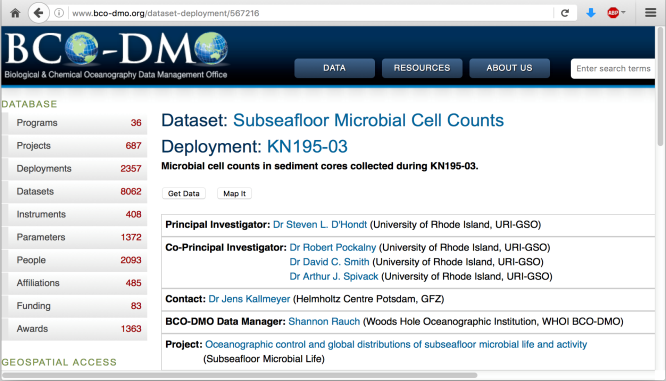 www.bco-dmo.org/dataset-deployment/567216
ABP
BCO-DMO
Biological & Chemical Oceanography Data Management Office
DATA
RESOURCES
ABOUT US
Enter search terms
DATABASE
Programs 36
Projects 687
Deployments 2357
Datasets 8062
Instruments 408
Parameters 1372
People 2093
Affiliations 485
Funding 83
Awards 1363
GEOSPATIAL ACCESS
Dataset: Subseafloor Microbial Cell Counts
Deployment: KN195-03
Microbial cell counts in sediment cores collected during KN195-03.
Get Data Map It
Principal Investigator: Dr Steven L. D'Hondt (University of Rhode Island, URI-GSO)
Co-Principal Investigator: Dr Robert Pockalny (University of Rhode Island, URI-GSO)
Dr David C. Smith (University of Rhode Island, URI-GSO)
Dr Arthur J. Spivack (University of Rhode Island, URI-GSO)
Contact: Dr Jens Kallmeyer (Helmholtz Centre Potsdam, GFZ)
BCO-DMO Data Manager: Shannon Rauch (Woods Hole Oceanographic Institution, WHOI BCO-DMO)
Project: Oceanographic control and global distributions of subseafloor microbial life and activity
(Subseafloor Microbial Life)